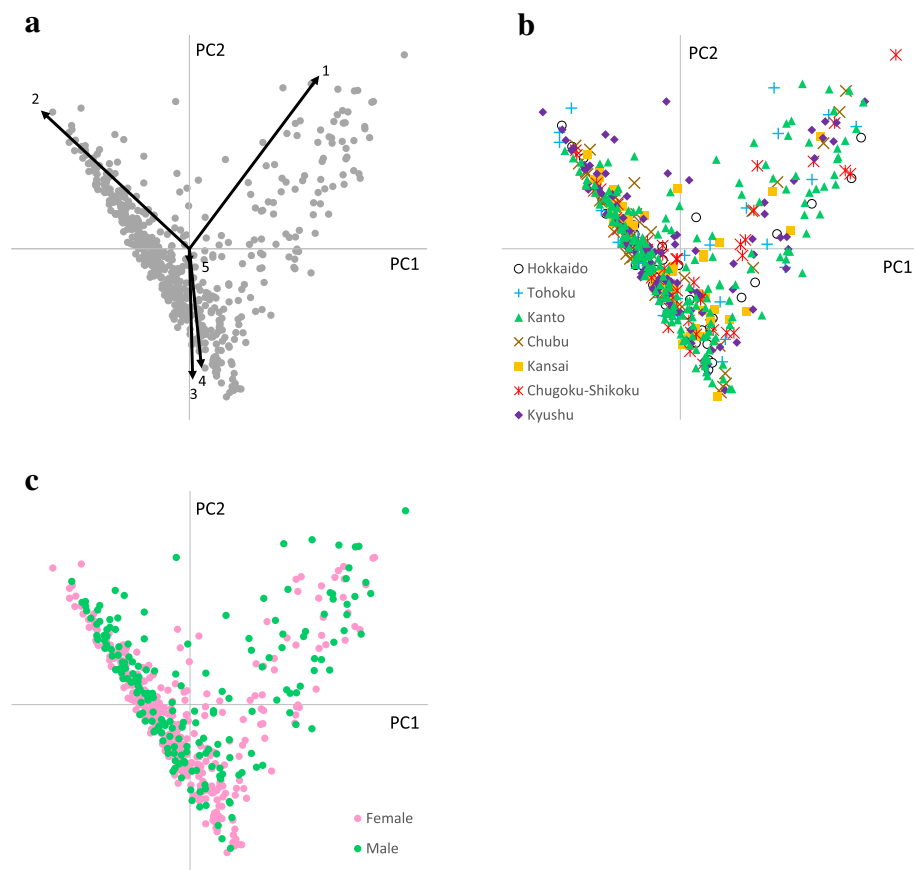 a
PC2
1
2
PC1
5
4
3
b
PC2
PC1
Hokkaido
Tohoku
Kanto
Chubu
Kansai
Chugoku-Shikoku
Kyushu
c
PC2
PC1
Female
Male